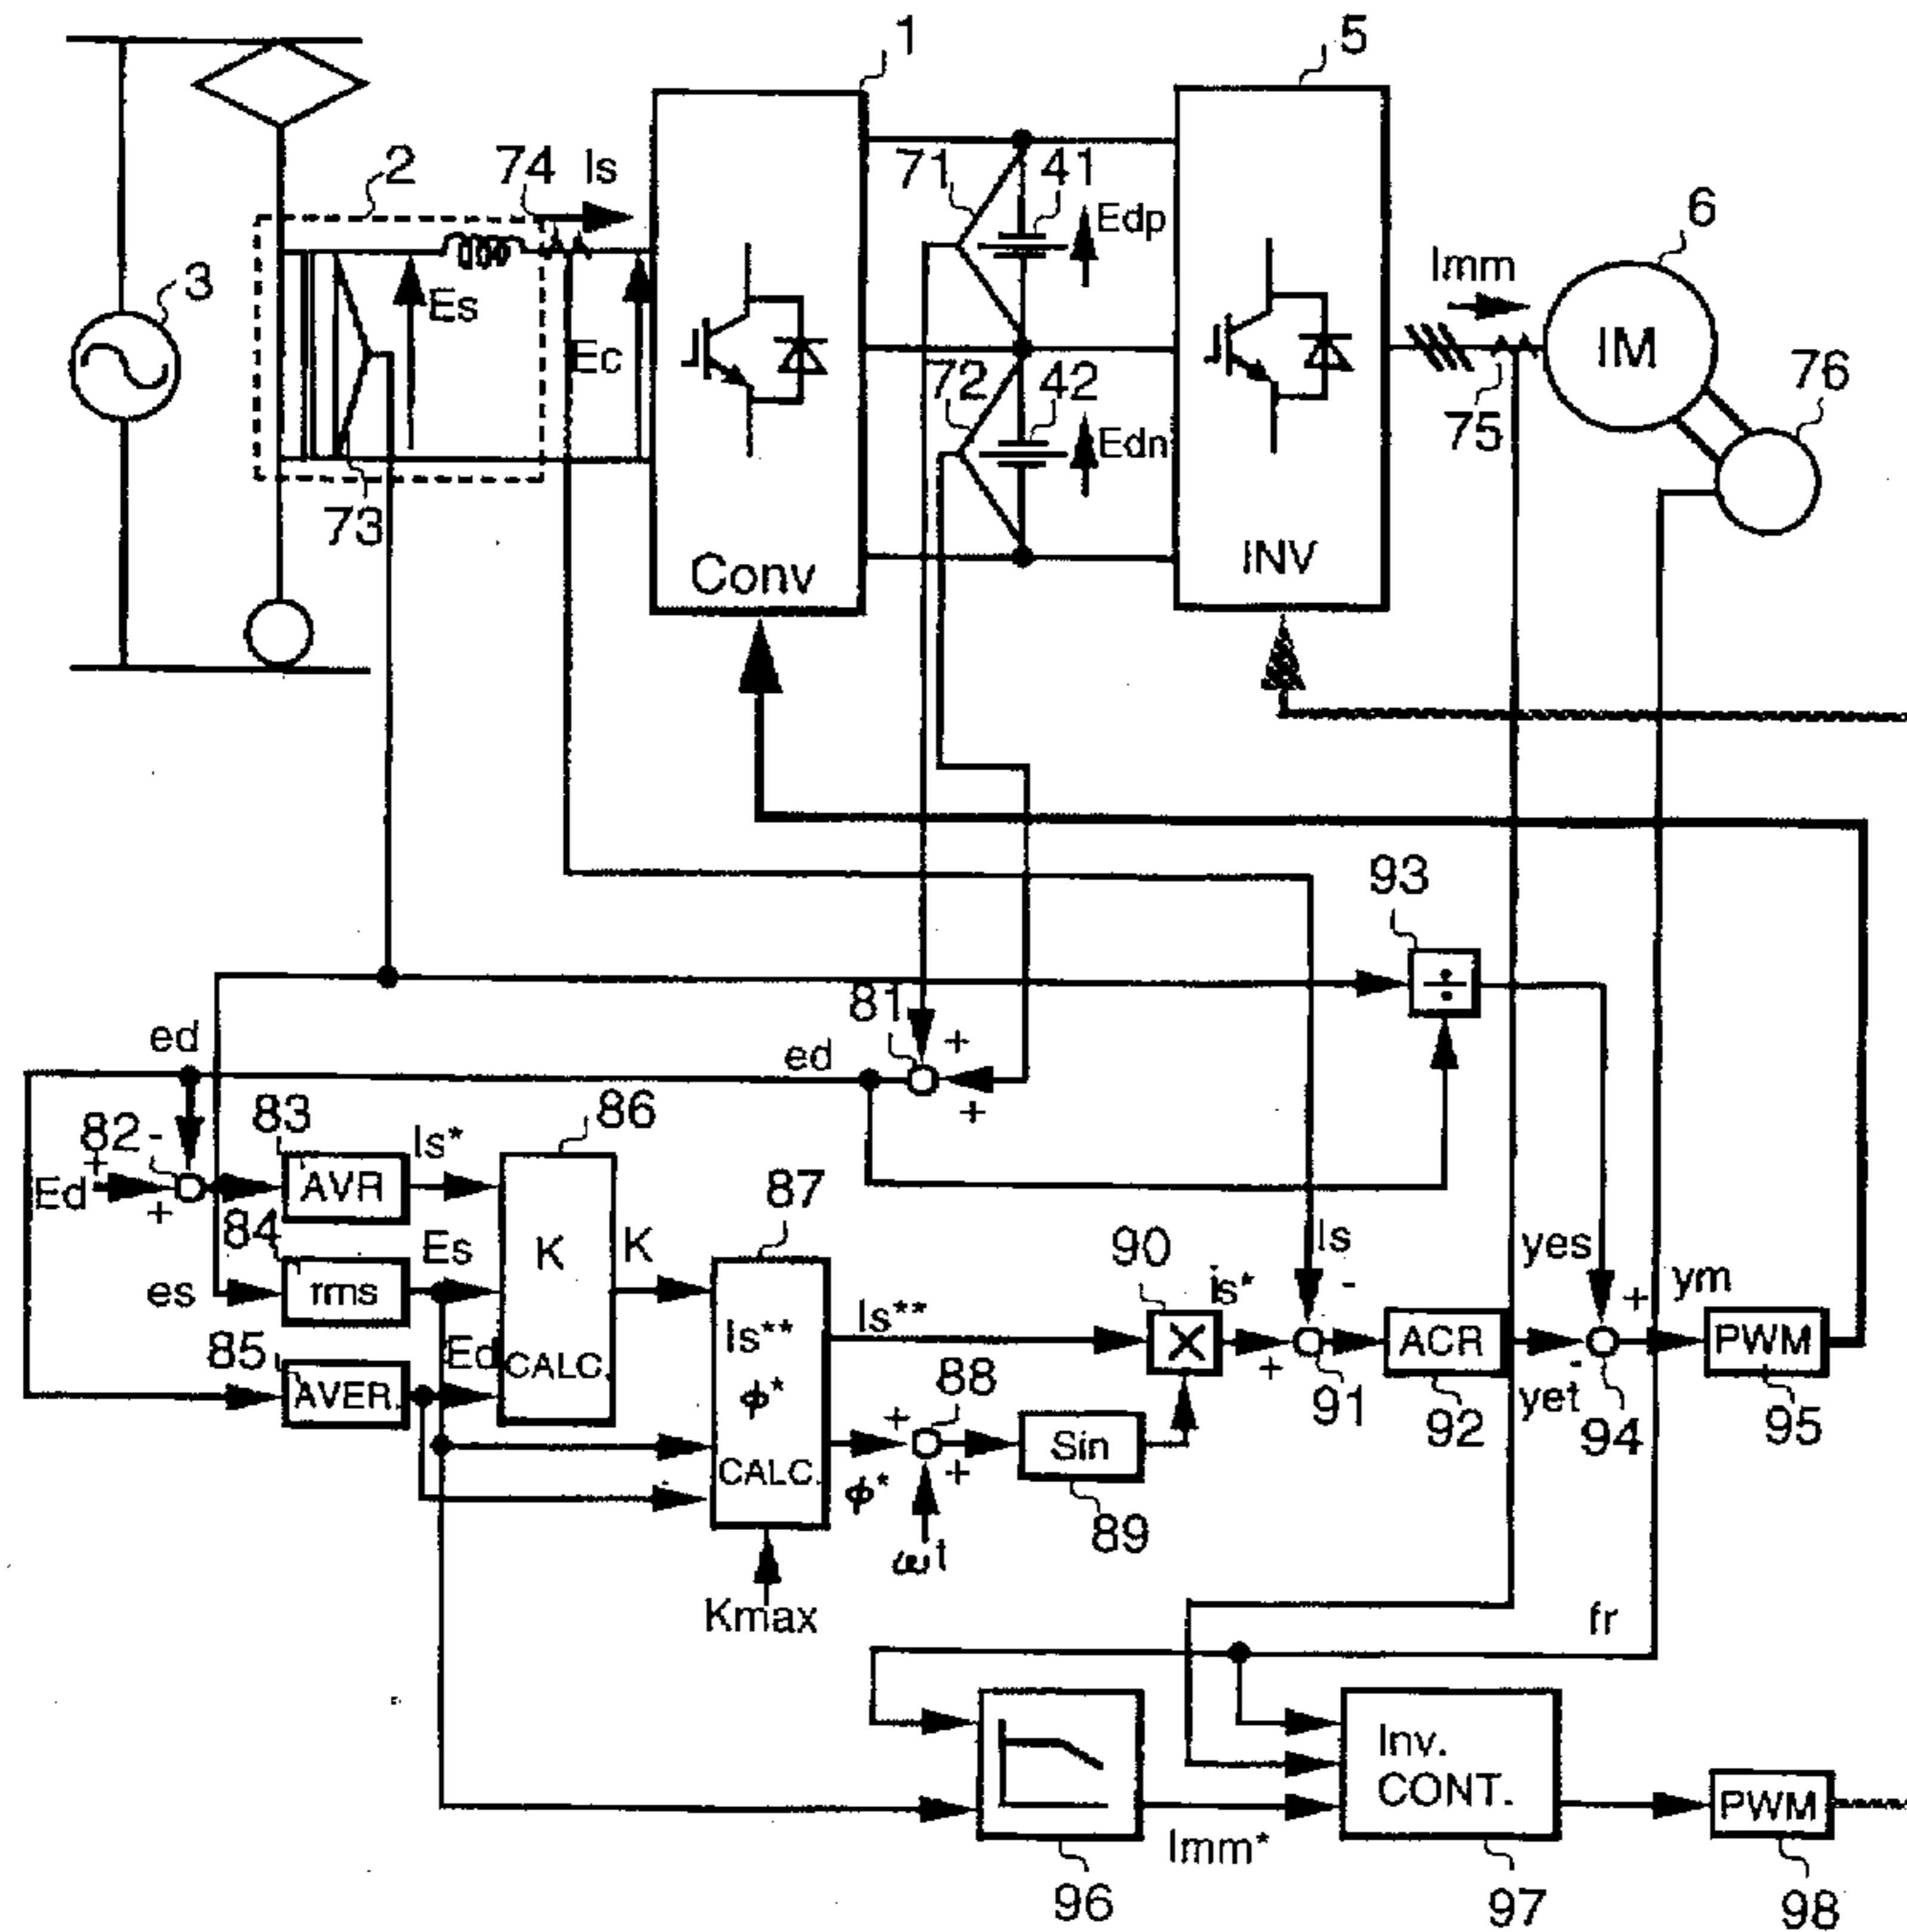 1
5
2
74
Is
71
41
Edp
6
Imm
3
Es
Ec
IM
76
72
42
75
Edn
73
Conv
INV
93
÷
81
+
ed
ed
+
82
-
83
Is*
86
+
Ed
AVR
+
87
84
Es
K
K
90
is*
Is
yes
-
+
ym
es
rms
Is**
Is**
X
ACR
PWM
85
Ed
CALC.
+
-
AVER.
ϕ*
88
91
92
yet
94
95
+
Sin
CALC.
+
ϕ*
89
ωt
Kmax
fr
Inv.
CONT.
PWM
Imm*
96
97
98